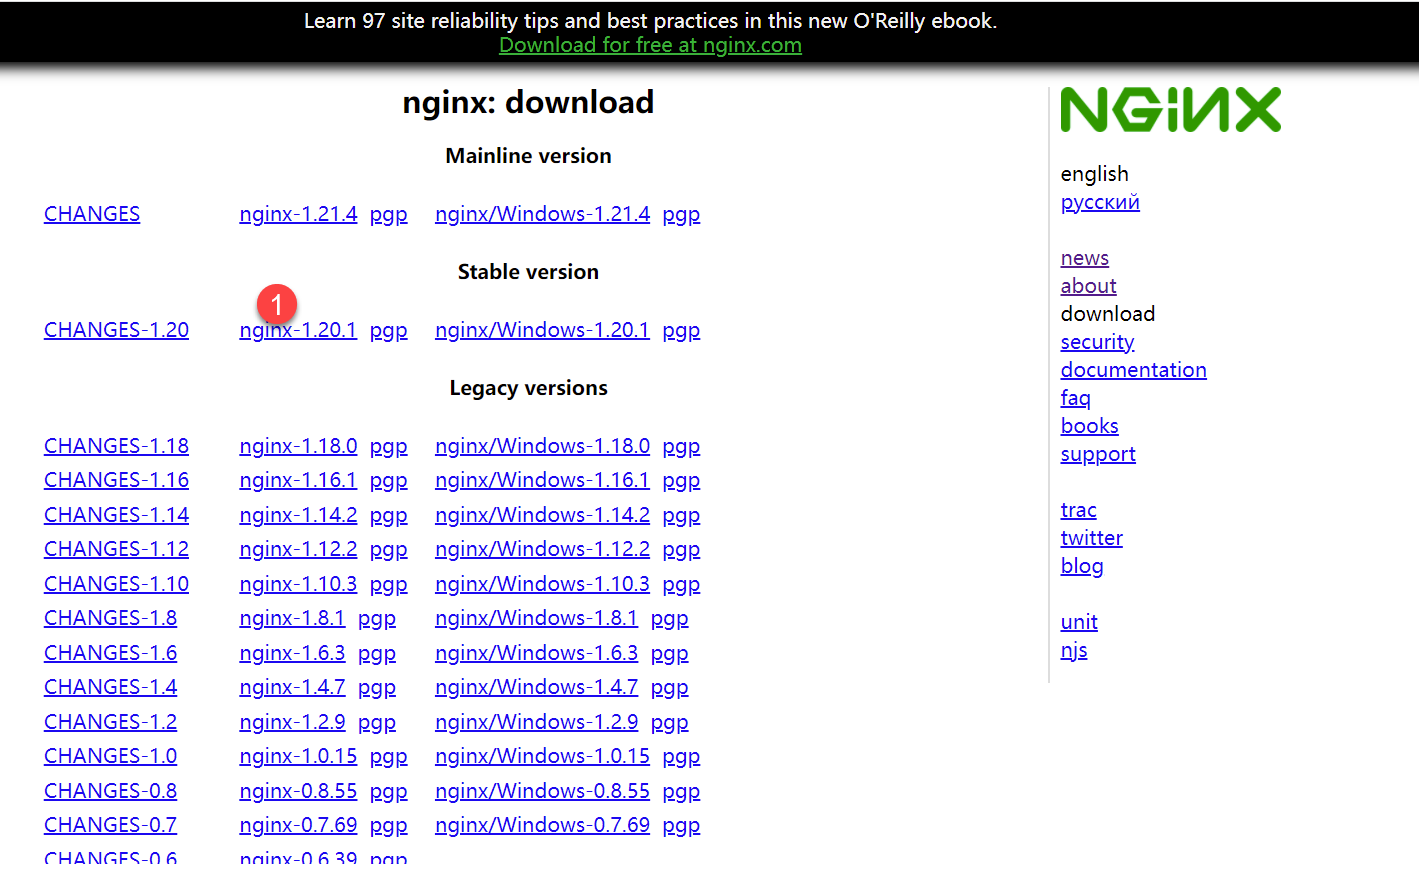 Learn 97 site reliability tips and best practices in this new O'Reilly ebook.
Download for free at nginx.com
nginx: download
Mainline version
CHANGES nginx-1.21.4 pgp nginx/Windows-1.21.4 pgp
Stable version
1
CHANGES-1.20 nginx-1.20.1 pgp nginx/Windows-1.20.1 pgp
Legacy versions
CHANGES-1.18 nginx-1.18.0 pgp nginx/Windows-1.18.0 pgp
CHANGES-1.16 nginx-1.16.1 pgp nginx/Windows-1.16.1 pgp
CHANGES-1.14 nginx-1.14.2 pgp nginx/Windows-1.14.2 pgp
CHANGES-1.12 nginx-1.12.2 pgp nginx/Windows-1.12.2 pgp
CHANGES-1.10 nginx-1.10.3 pgp nginx/Windows-1.10.3 pgp
CHANGES-1.8 nginx-1.8.1 pgp nginx/Windows-1.8.1 pgp
CHANGES-1.6 nginx-1.6.3 pgp nginx/Windows-1.6.3 pgp
CHANGES-1.4 nginx-1.4.7 pgp nginx/Windows-1.4.7 pgp
CHANGES-1.2 nginx-1.2.9 pgp nginx/Windows-1.2.9 pgp
CHANGES-1.0 nginx-1.0.15 pgp nginx/Windows-1.0.15 pgp
CHANGES-0.8 nginx-0.8.55 pgp nginx/Windows-0.8.55 pgp
CHANGES-0.7 nginx-0.7.69 pgp nginx/Windows-0.7.69 pgp
CHANGES-0.6 nginx-0.6.39 pgp
NGINX
english
русский
news
about
download
security
documentation
faq
books
support
trac
twitter
blog
unit
njs